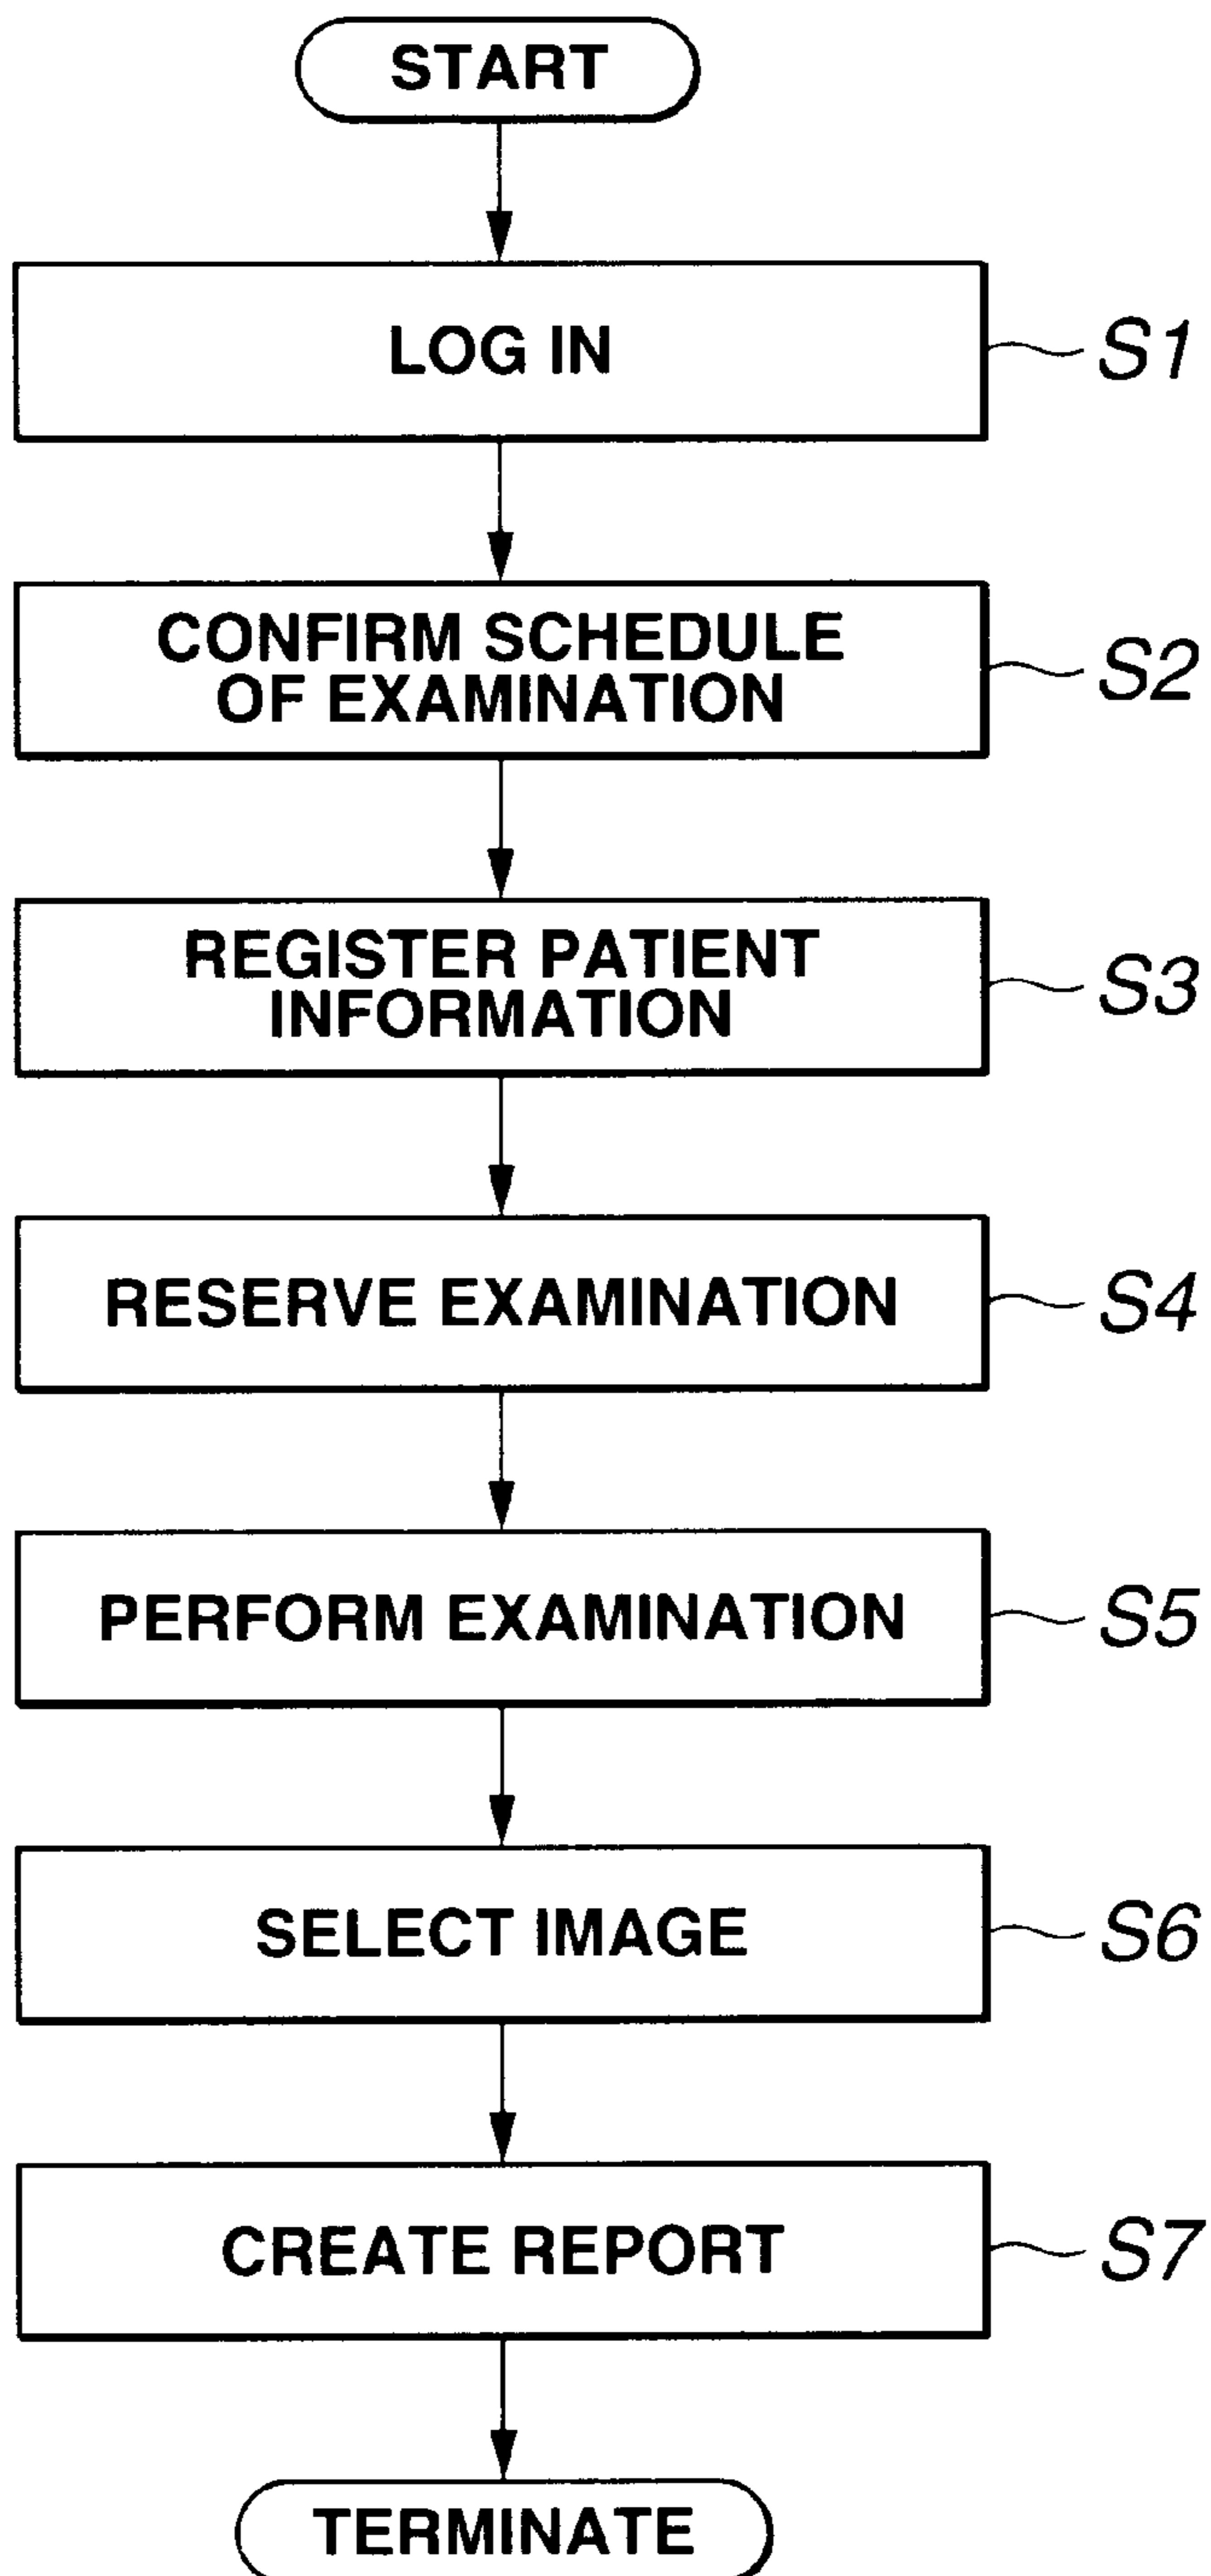 START
LOG IN
S1
CONFIRM SCHEDULE
OF EXAMINATION
S2
REGISTER PATIENT
INFORMATION
S3
RESERVE EXAMINATION
S4
PERFORM EXAMINATION
S5
SELECT IMAGE
S6
CREATE REPORT
S7
TERMINATE